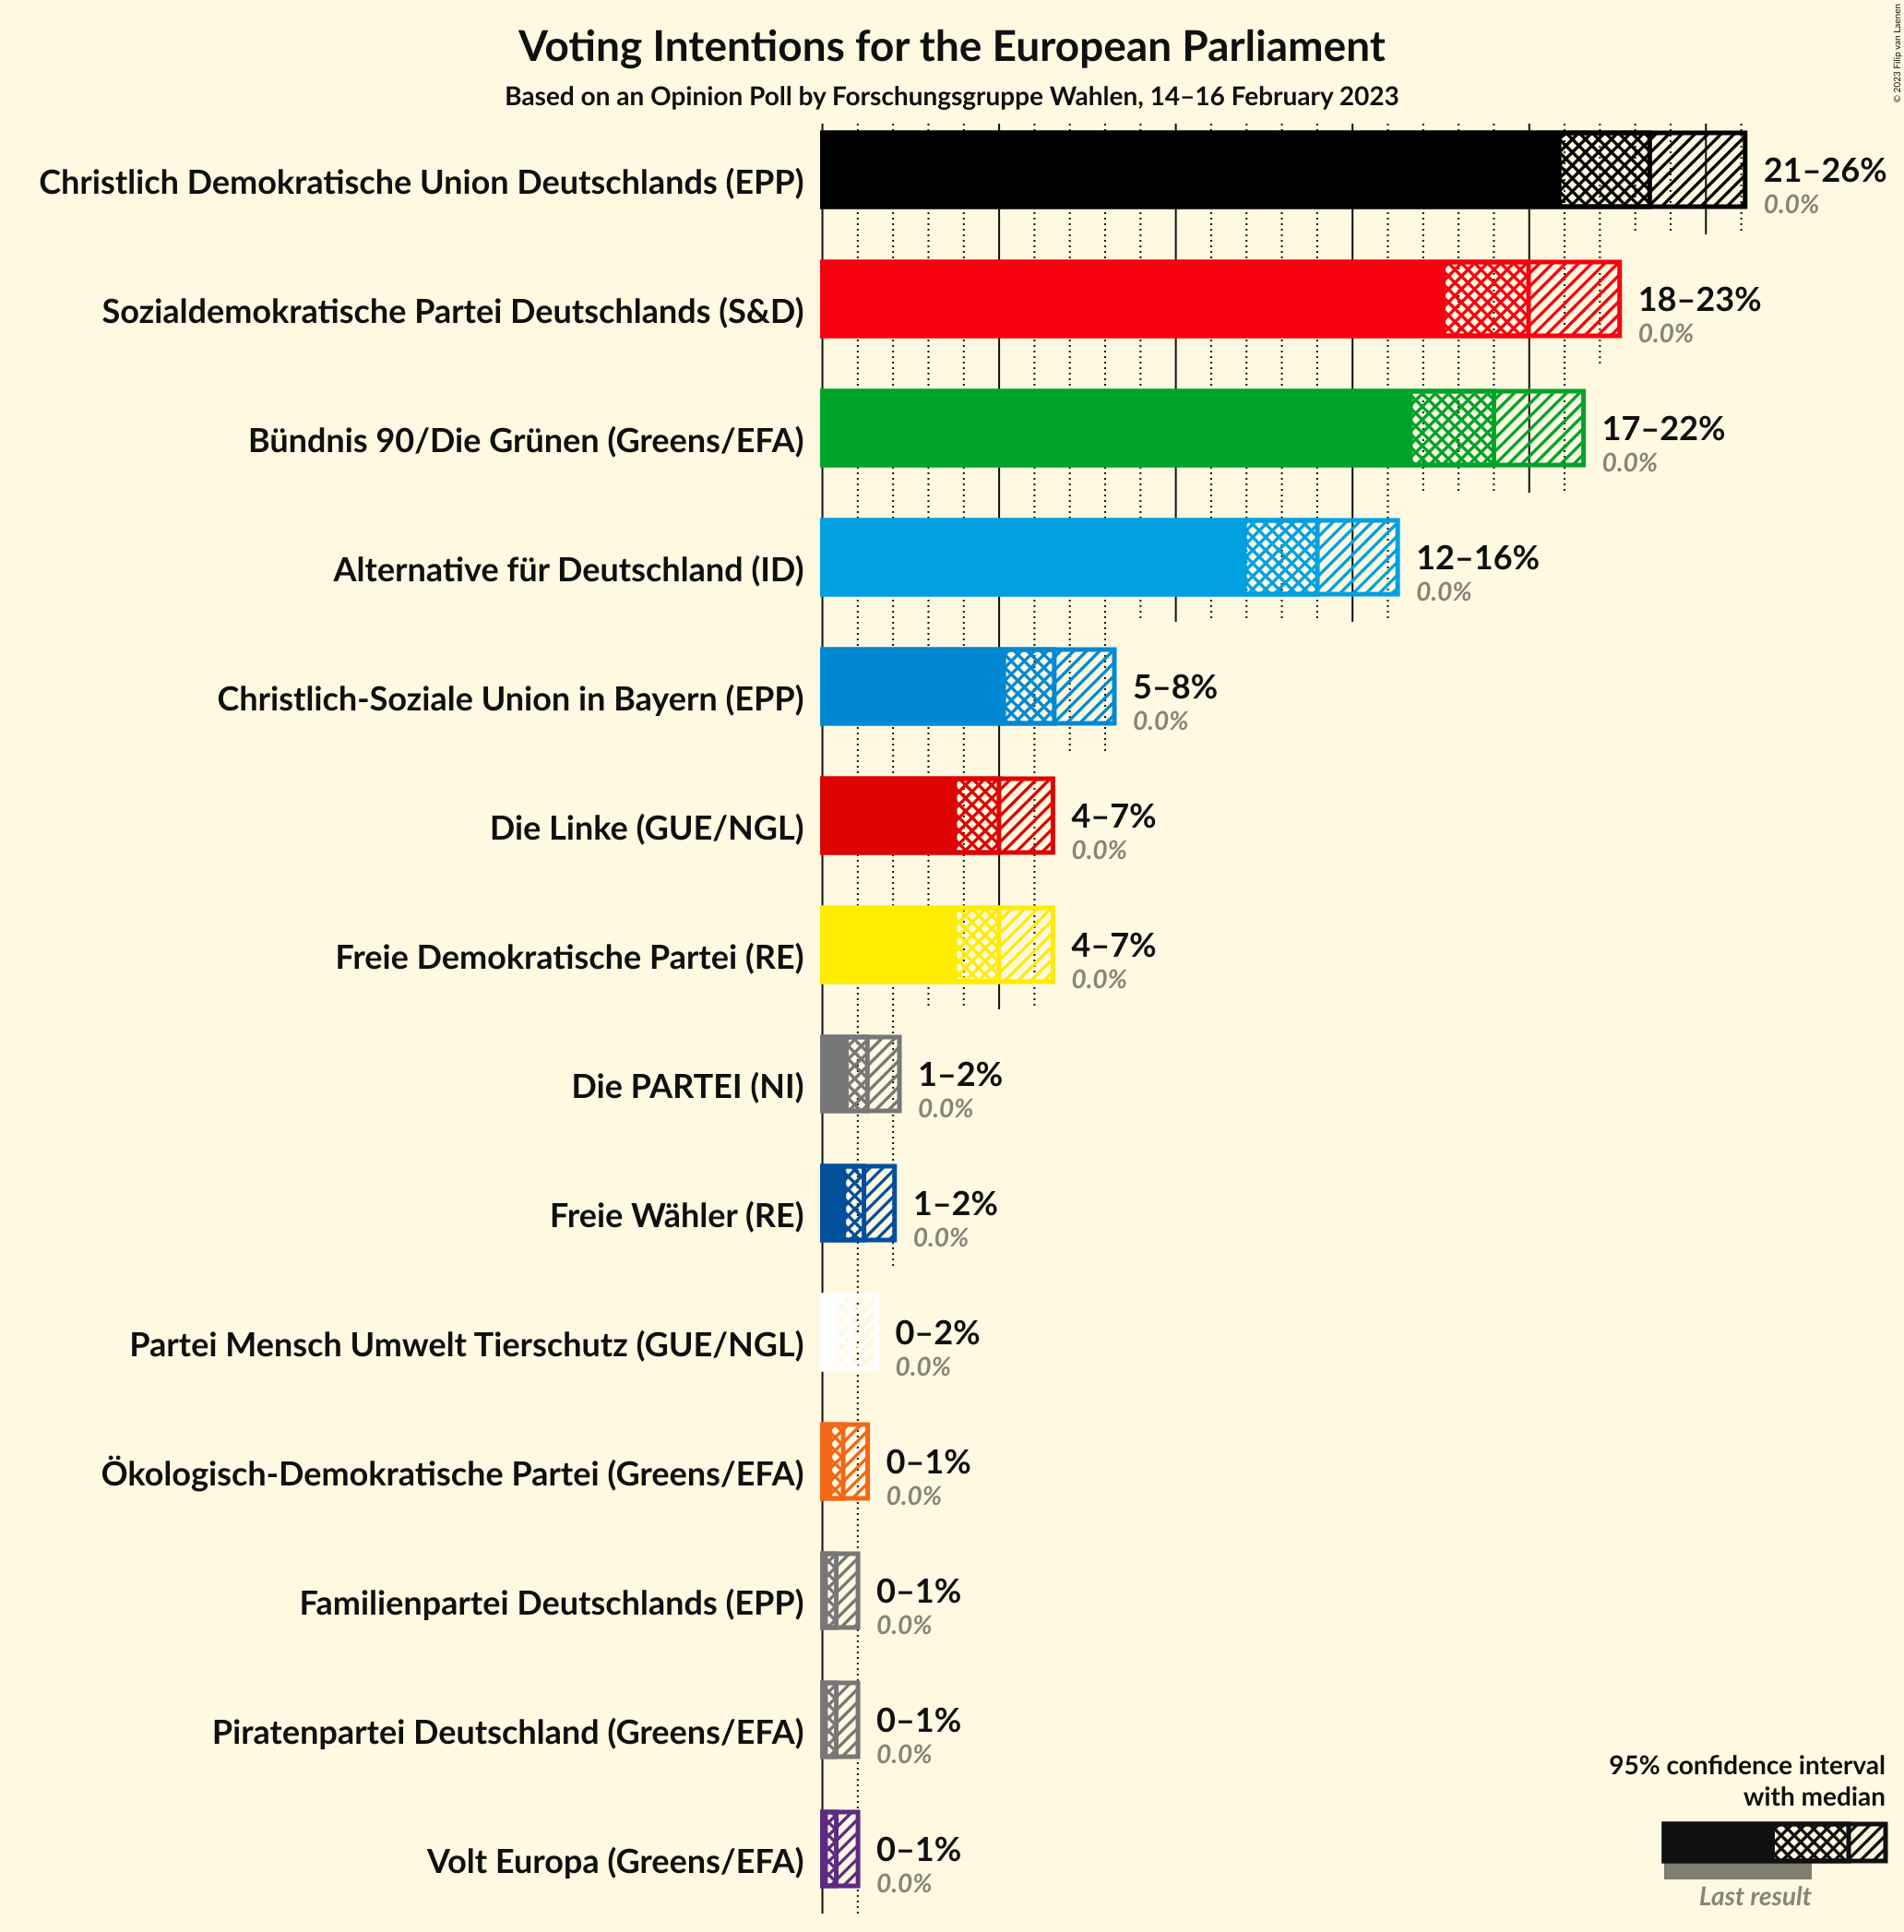 Voting Intentions for the European Parliament
Based on an Opinion Poll by Forschungsgruppe Wahlen, 14–16 February 2023
© 2023 Filip van Laenen
Christlich Demokratische Union Deutschlands (EPP)
21–26%
0.0%
Sozialdemokratische Partei Deutschlands (S&D)
18–23%
0.0%
Bündnis 90/Die Grünen (Greens/EFA)
17–22%
0.0%
Alternative für Deutschland (ID)
12–16%
0.0%
Christlich-Soziale Union in Bayern (EPP)
5–8%
0.0%
Die Linke (GUE/NGL)
4–7%
0.0%
Freie Demokratische Partei (RE)
4–7%
0.0%
Die PARTEI (NI)
1–2%
0.0%
Freie Wähler (RE)
1–2%
0.0%
Partei Mensch Umwelt Tierschutz (GUE/NGL)
0–2%
0.0%
Ökologisch-Demokratische Partei (Greens/EFA)
0–1%
0.0%
Familienpartei Deutschlands (EPP)
0–1%
0.0%
Piratenpartei Deutschland (Greens/EFA)
0–1%
0.0%
Volt Europa (Greens/EFA)
0–1%
0.0%
95% confidence interval
with median
Last result